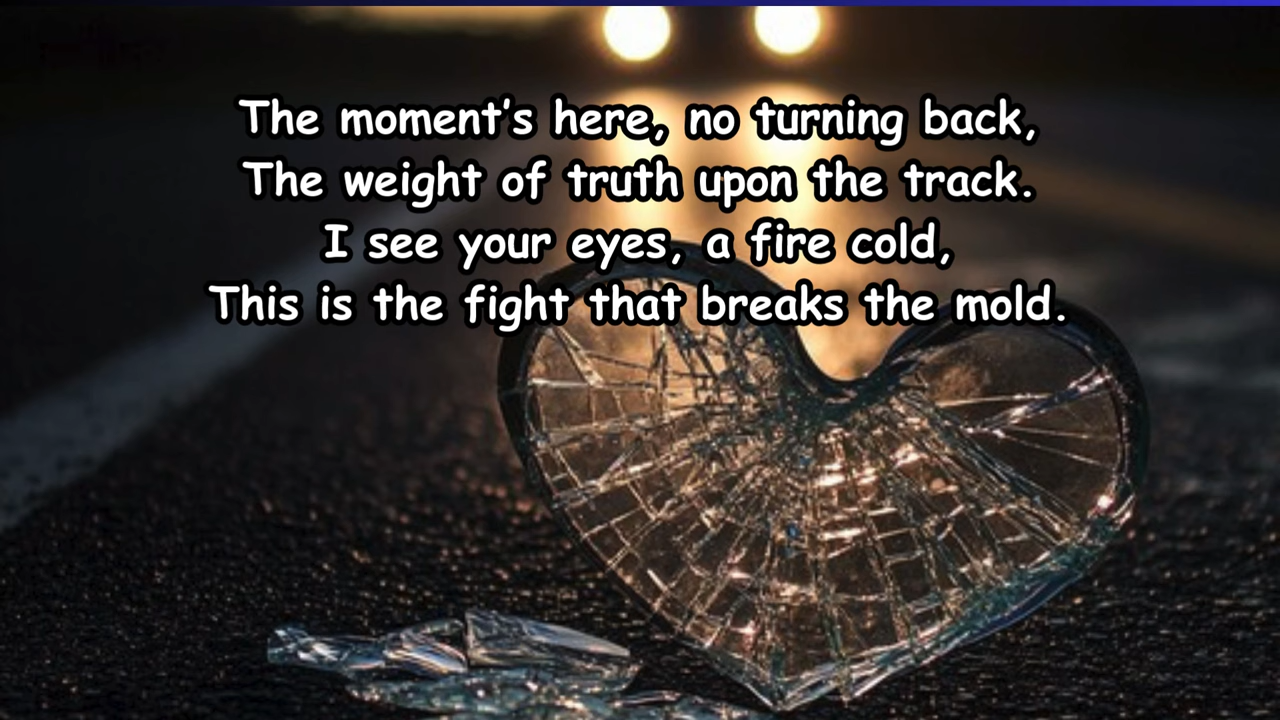 The moment's here, no turning back,
The weight of truth upon the track.
I see your eyes, a fire cold,
This is the fight that breaks the mold.